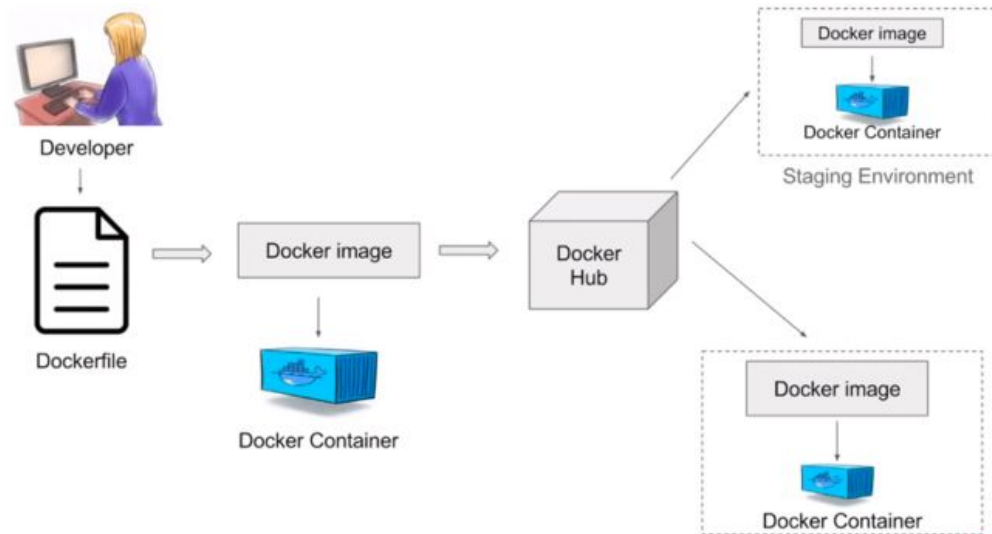 Developer
Dockerfile
Docker image
Docker Container
Docker
Hub
Docker image
Docker Container
Staging Environment
Docker image
Docker Container